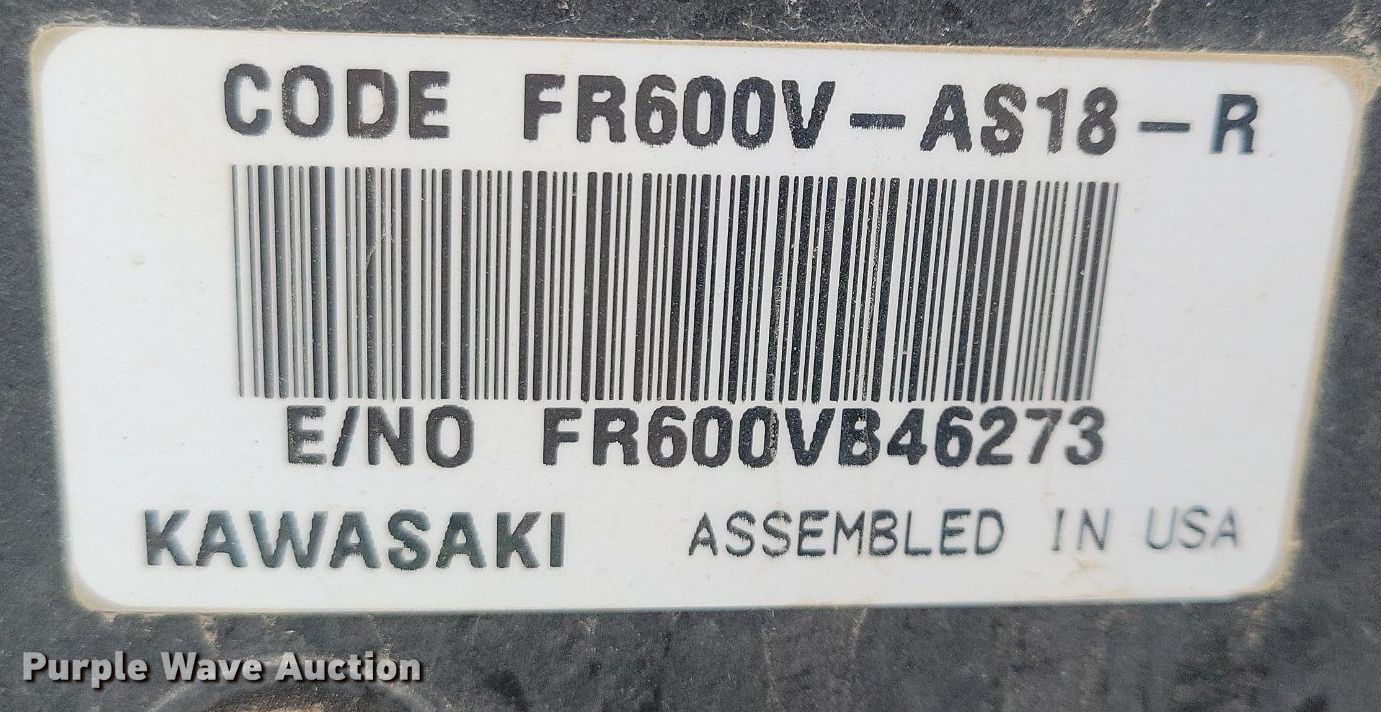 CODE FR600V-AS18-R
E/NO FR600VB46273
KAWASAKI ASSEMBLED IN USA
Purple Wave Auction